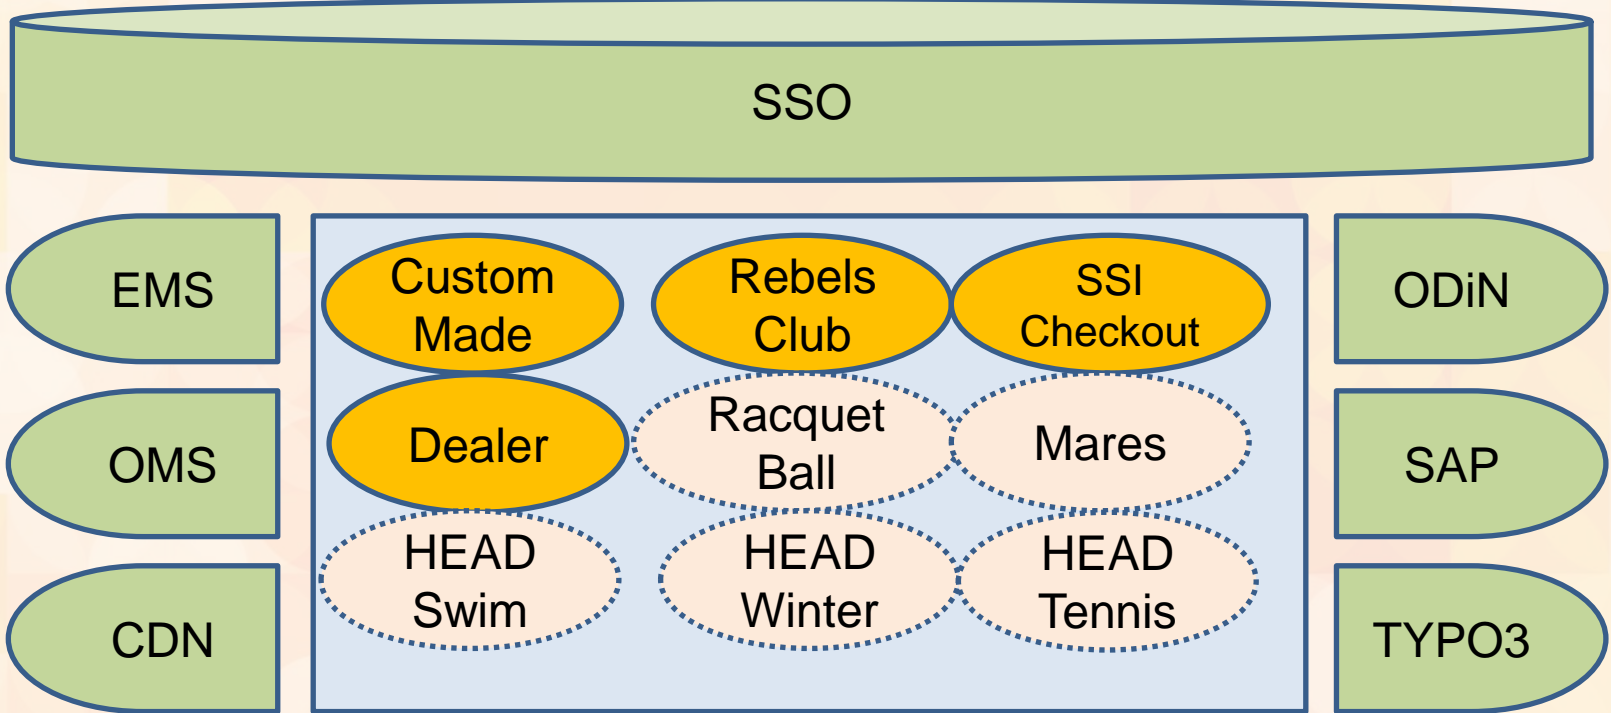 SSO
EMS
Custom
Made
Rebels
Club
SSI
Checkout
ODiN
OMS
Dealer
Racquet
Ball
Mares
SAP
CDN
HEAD
Swim
HEAD
Winter
HEAD
Tennis
TYPO3